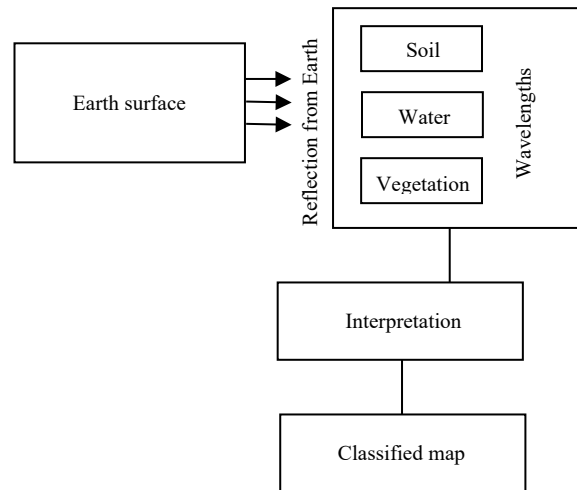 Earth surface
Reflection from Earth
Soil
Water
Vegetation
Wavelengths
Interpretation
Classified map